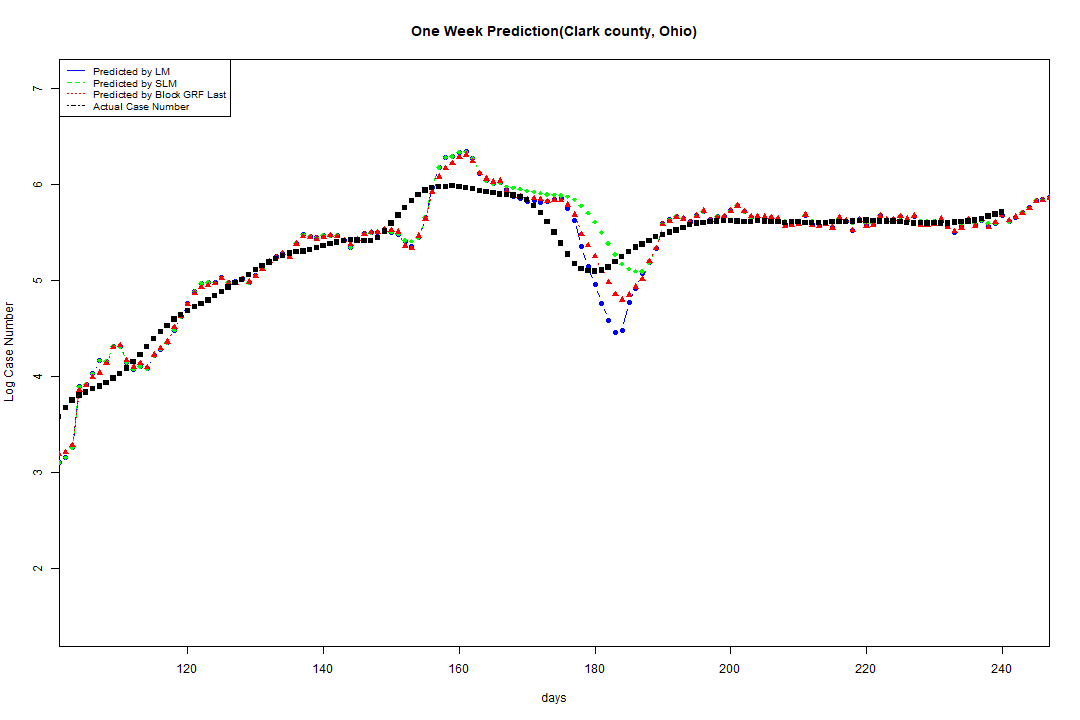 One Week Prediction(Clark county, Ohio)
Predicted by LM
Predicted by SLM
Predicted by Block GRF Last
Actual Case Number
7
6
5
4
3
2
Log Case Number
120 140 160 180 200 220 240
days